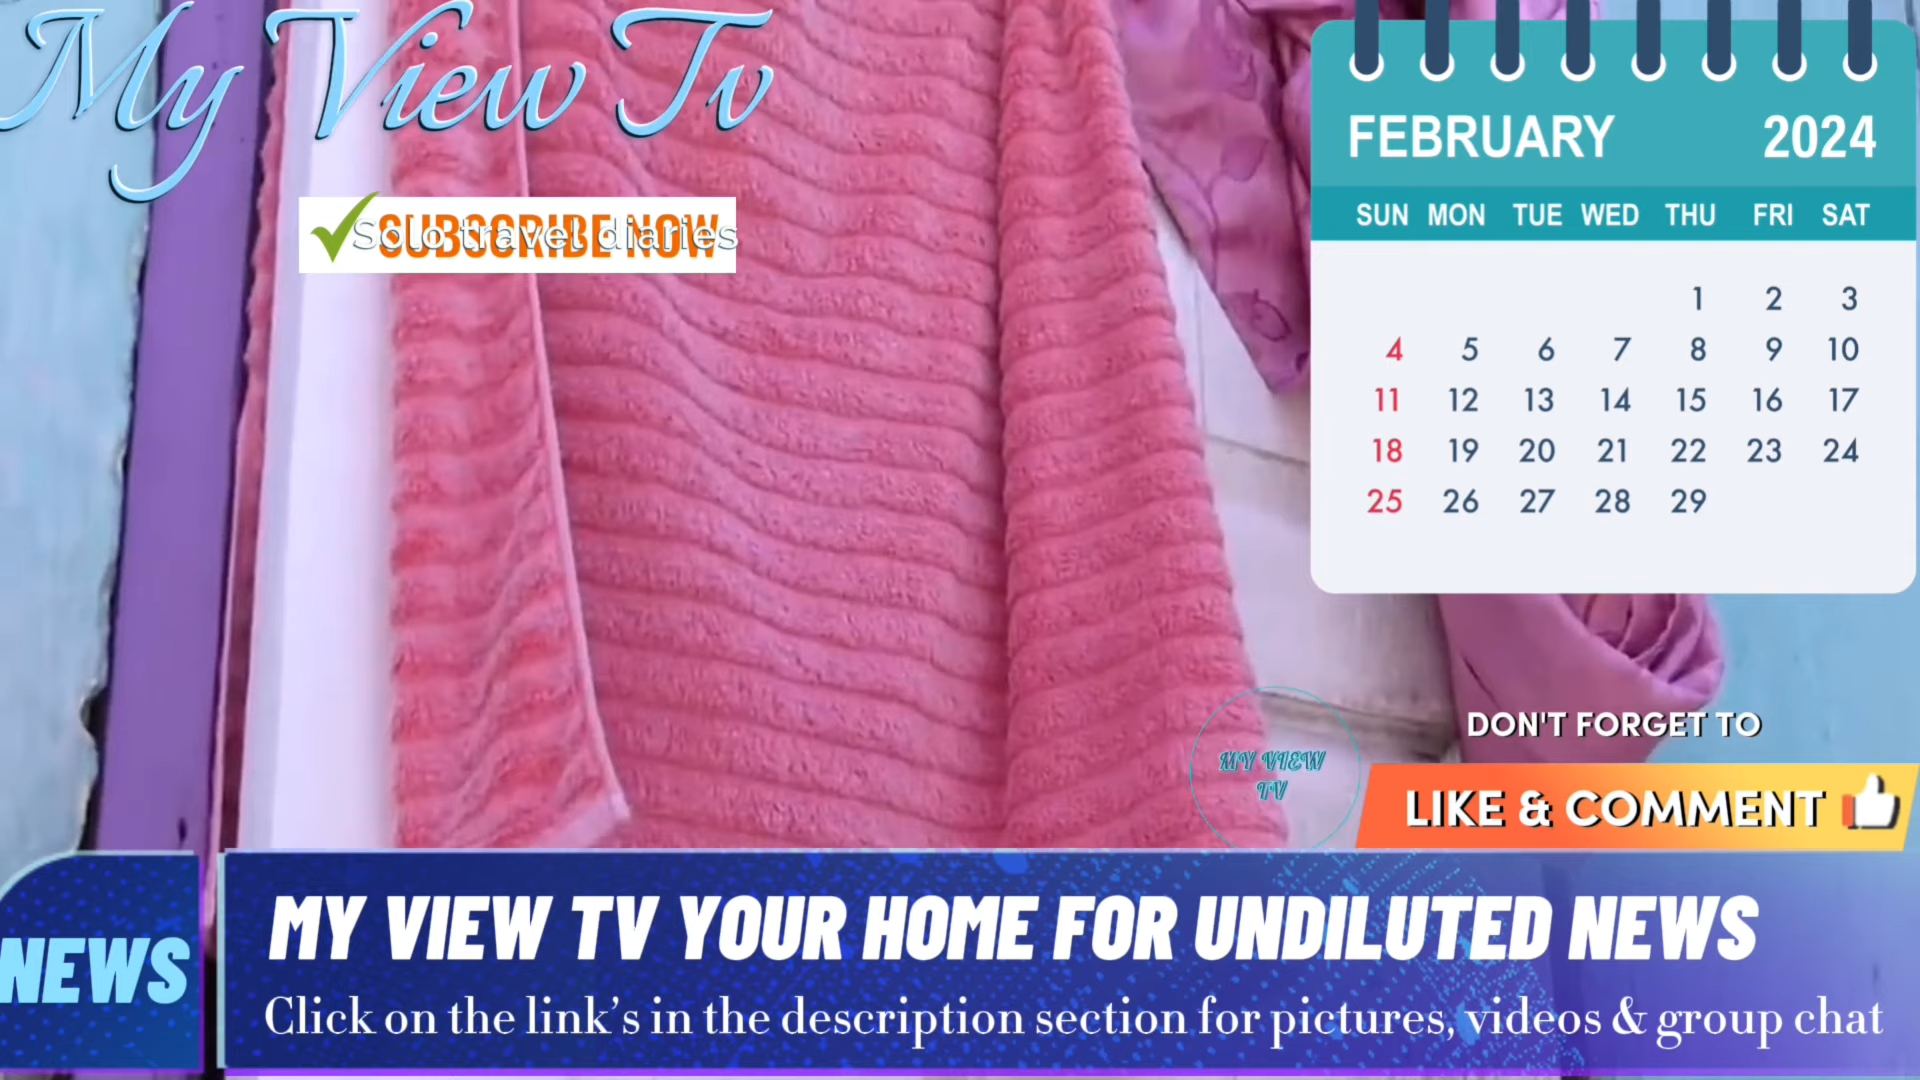 My View Tv
SUBSCRIBE NOW
Solo travel diaries
FEBRUARY 2024
SUN MON TUE WED THU FRI SAT
1 2 3
4 5 6 7 8 9 10
11 12 13 14 15 16 17
18 19 20 21 22 23 24
25 26 27 28 29
MY VIEW
TV
DON'T FORGET TO
LIKE & COMMENT
NEWS
MY VIEW TV YOUR HOME FOR UNDILUTED NEWS
Click on the link's in the description section for pictures, videos & group chat